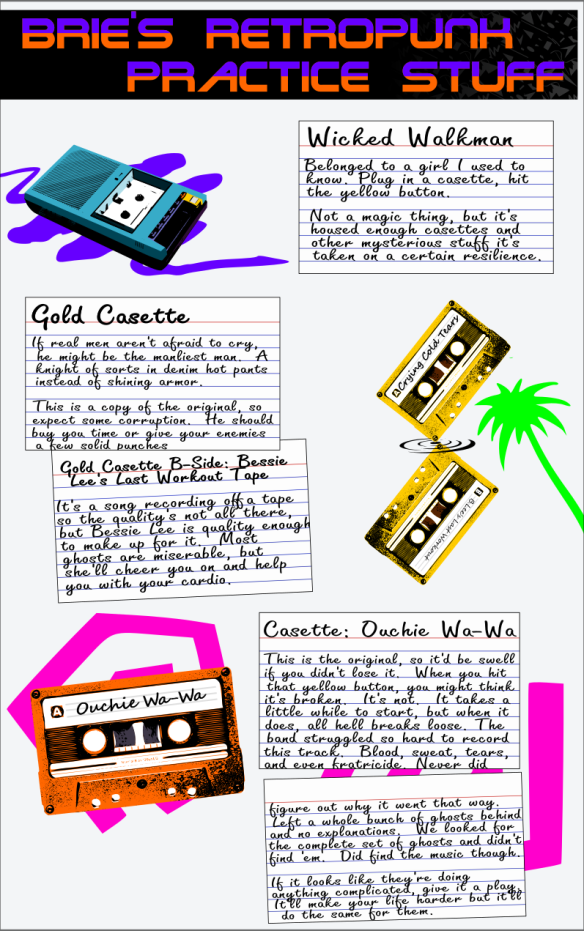 BRIE'S RETROPUNK
PRACTICE STUFF
Wicked Walkman
Belonged to a girl I used to
know. Plug in a casette, hit
the yellow button.
Not a magic thing, but it's
housed enough casettes and
other mysterious stuff it's
taken on a certain resilience.
Gold Casette
If real men aren't afraid to cry,
he might be the manliest man. A
knight of sorts in denim hot pants
instead of shining armor.
This is a copy of the original, so
expect some corruption. He should
buy you time or give your enemies
a few solid punches
Gold Casette B-Side: Bessie
Lee's Last Workout Tape
It's a song recording off a tape
so the quality's not all there,
but Bessie Lee is quality enough
to make up for it. Most
ghosts are miserable, but
she'll cheer you on and help
you with your cardio.
A Crying Cold Tears
B B.Lee's Last Workout
Casette: Ouchie Wa-Wa
This is the original, so it'd be swell
if you didn't lose it. When you hit
that yellow button, you might think
it's broken. It's not. It takes a
little while to start, but when it
does, all hell breaks loose. The
band struggled so hard to record
this track. Blood, sweat, tears,
and even fratricide. Never did
A Ouchie Wa-Wa
figure out why it went that way.
Left a whole bunch of ghosts behind
and no explanations. We looked for
the complete set of ghosts and didn't
find 'em. Did find the music though.
If it looks like they're doing
anything complicated, give it a play.
It'll make your life harder but it'll
do the same for them.